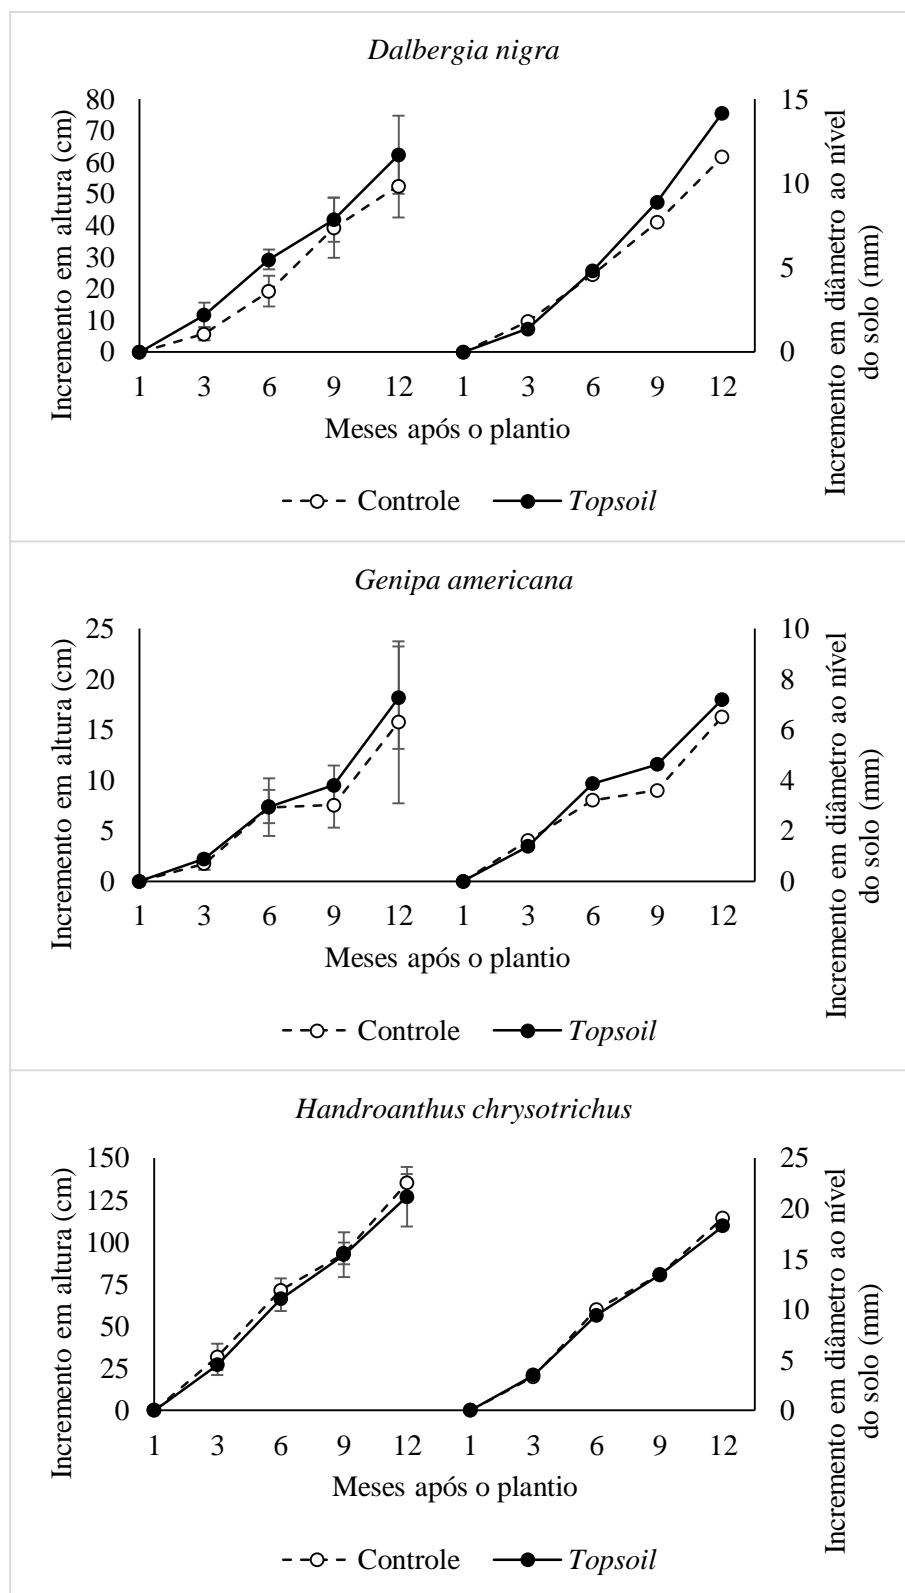 Dalbergia nigra
Incremento em altura (cm)
80
70
60
50
40
30
20
10
0
15
10
5
0
Incremento em diâmetro ao nível
do solo (mm)
1 3 6 9 12 1 3 6 9 12
Meses após o plantio
Controle Topsoil
Genipa americana
Incremento em altura (cm)
25
20
15
10
5
0
10
8
6
4
2
0
Incremento em diâmetro ao nível
do solo (mm)
1 3 6 9 12 1 3 6 9 12
Meses após o plantio
Controle Topsoil
Handroanthus chrysotrichus
Incremento em altura (cm)
150
125
100
75
50
25
0
25
20
15
10
5
0
Incremento em diâmetro ao nível
do solo (mm)
1 3 6 9 12 1 3 6 9 12
Meses após o plantio
Controle Topsoil